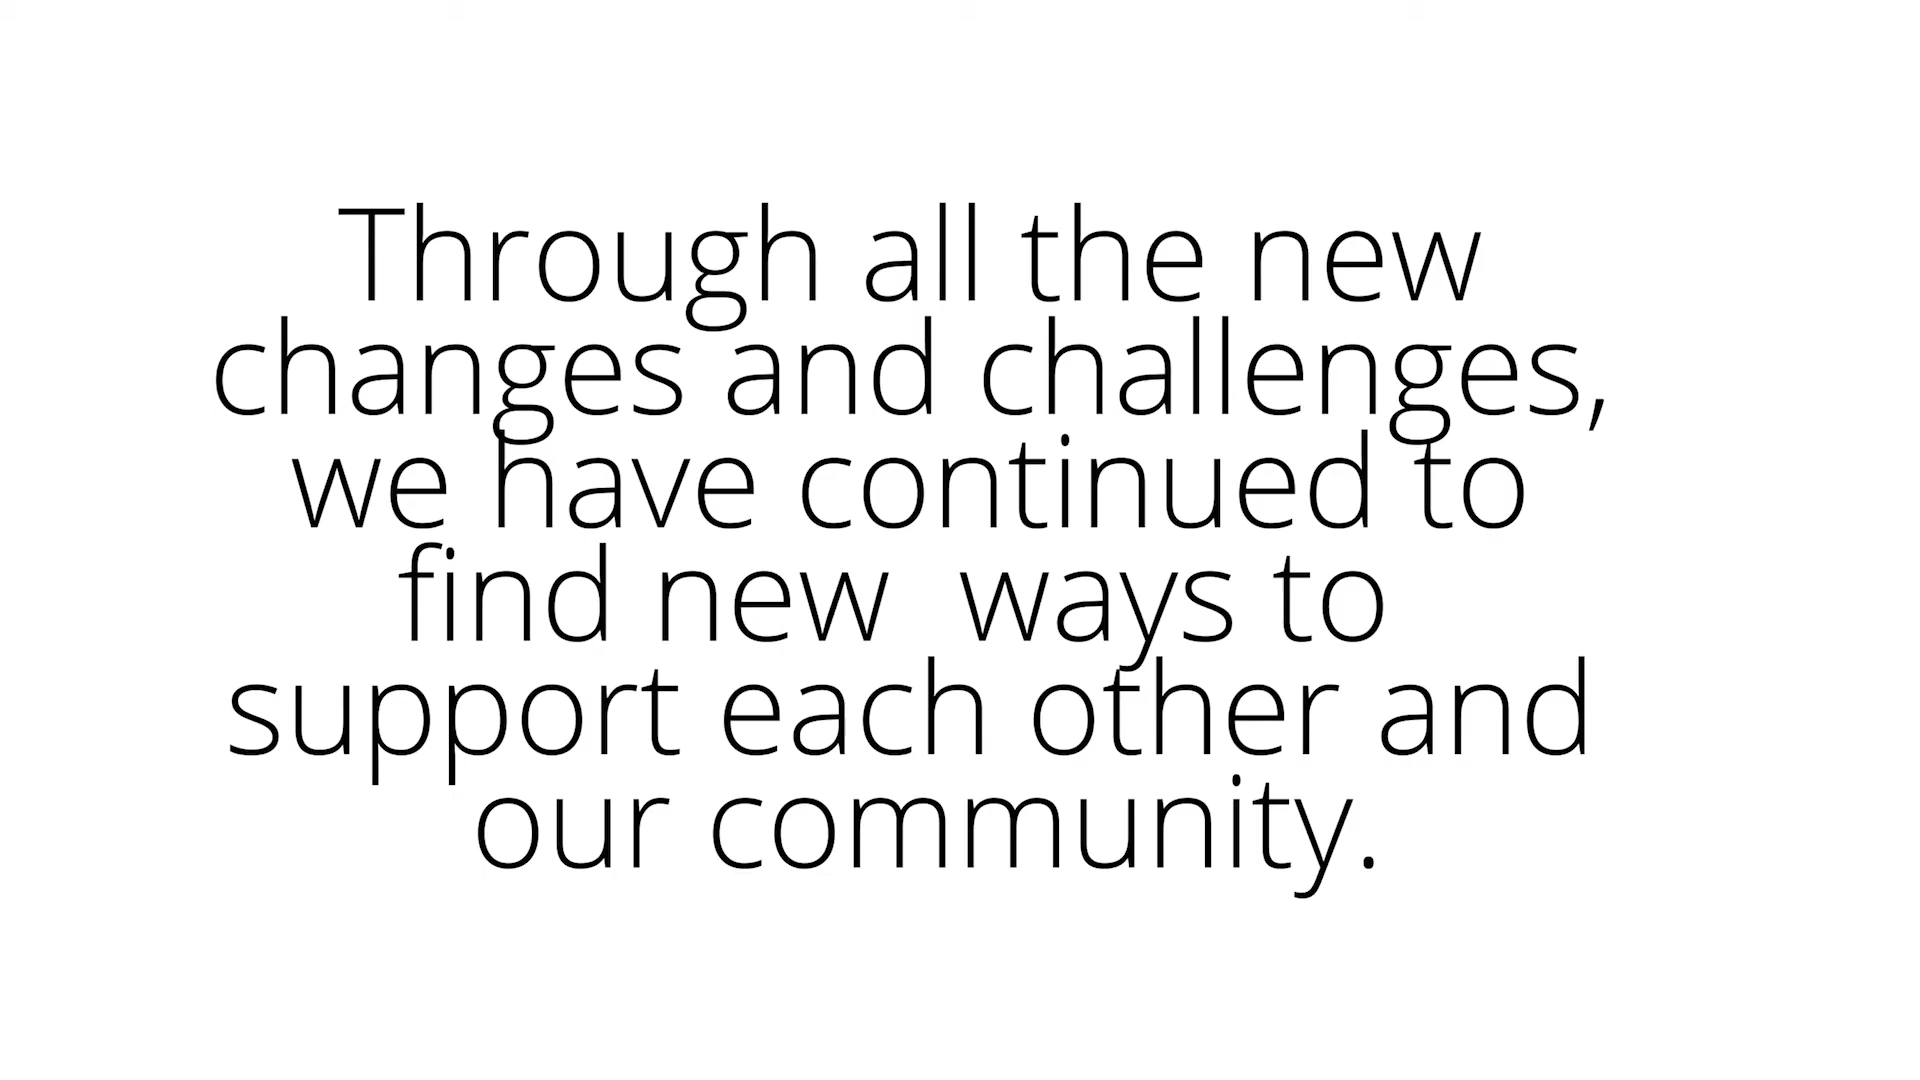 Through all the new
changes and challenges,
we have continued to
find new  ways to
support each other and
our community.